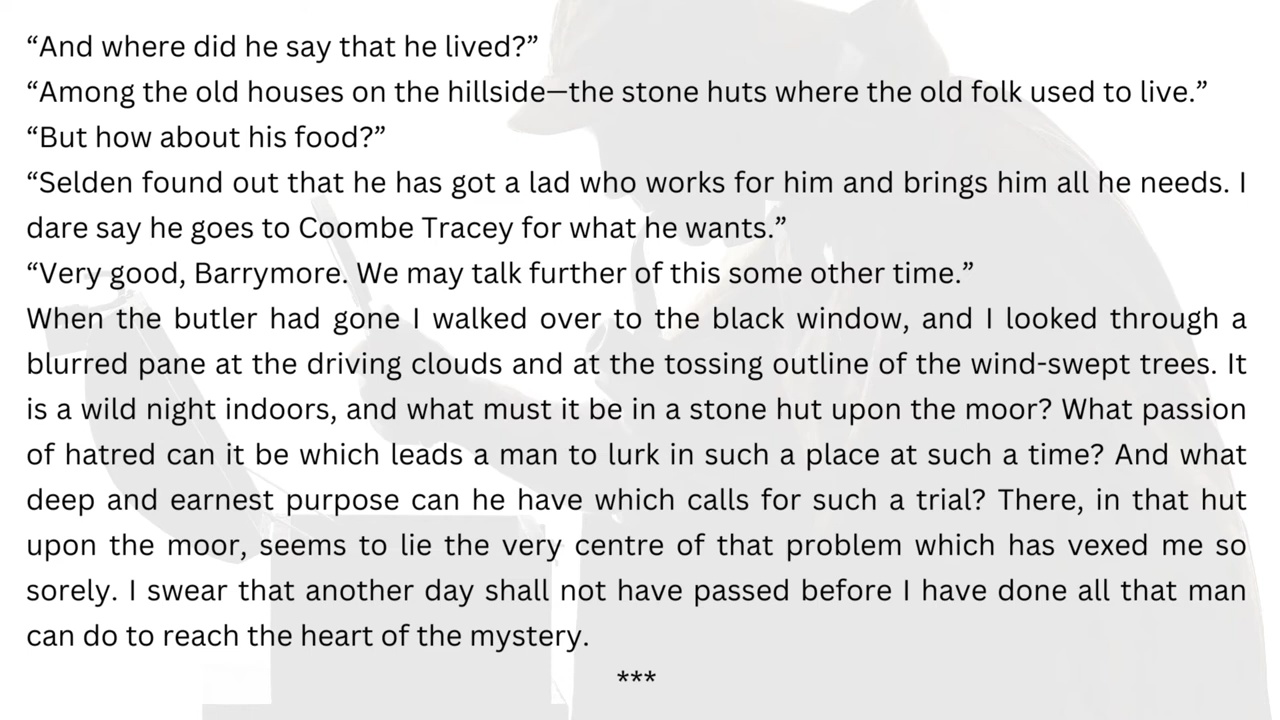 “And where did he say that he lived?”
“Among the old houses on the hillside—the stone huts where the old folk used to live.”
“But how about his food?”
“Selden found out that he has got a lad who works for him and brings him all he needs. I
dare say he goes to Coombe Tracey for what he wants.”
“Very good, Barrymore. We may talk further of this some other time.”
When the butler had gone I walked over to the black window, and I looked through a
blurred pane at the driving clouds and at the tossing outline of the wind-swept trees. It
is a wild night indoors, and what must it be in a stone hut upon the moor? What passion
of hatred can it be which leads a man to lurk in such a place at such a time? And what
deep and earnest purpose can he have which calls for such a trial? There, in that hut
upon the moor, seems to lie the very centre of that problem which has vexed me so
sorely. I swear that another day shall not have passed before I have done all that man
can do to reach the heart of the mystery.
***